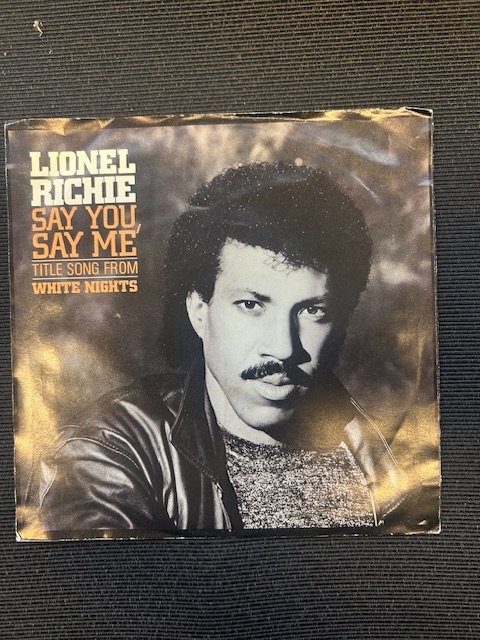 LIONEL
RICHIE
SAY YOU,
SAY ME
TITLE SONG FROM
WHITE NIGHTS